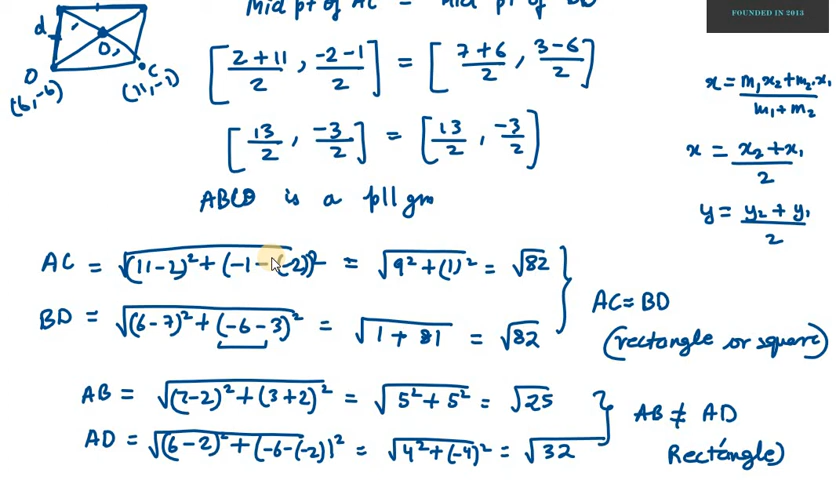 Mid pt of AC = Mid pt of BD
FOUNDED IN 2013
d
O,
D
(6,-6)
C
(11,-1)
[2+11/2, -2-1/2] = [7+6/2, 3-6/2]
[13/2, -3/2] = [13/2, -3/2]
x = m₁x₂+m₂.x₁/m₁+m₂
x = x₂+x₁/2
y = y₂+y₁/2
ABCD is a pll gm
AC = √(11-2)²+(-1-(-2))² = √9²+(1)² = √82
BD = √(6-7)²+(-6-3)² = √1+81 = √82
AC = BD
(rectangle or square)
AB = √(7-2)²+(3+2)² = √5²+5² = √25
AD = √(6-2)²+(-6-(-2))² = √4²+(-4)² = √32
AB ≠ AD
Rectangle)